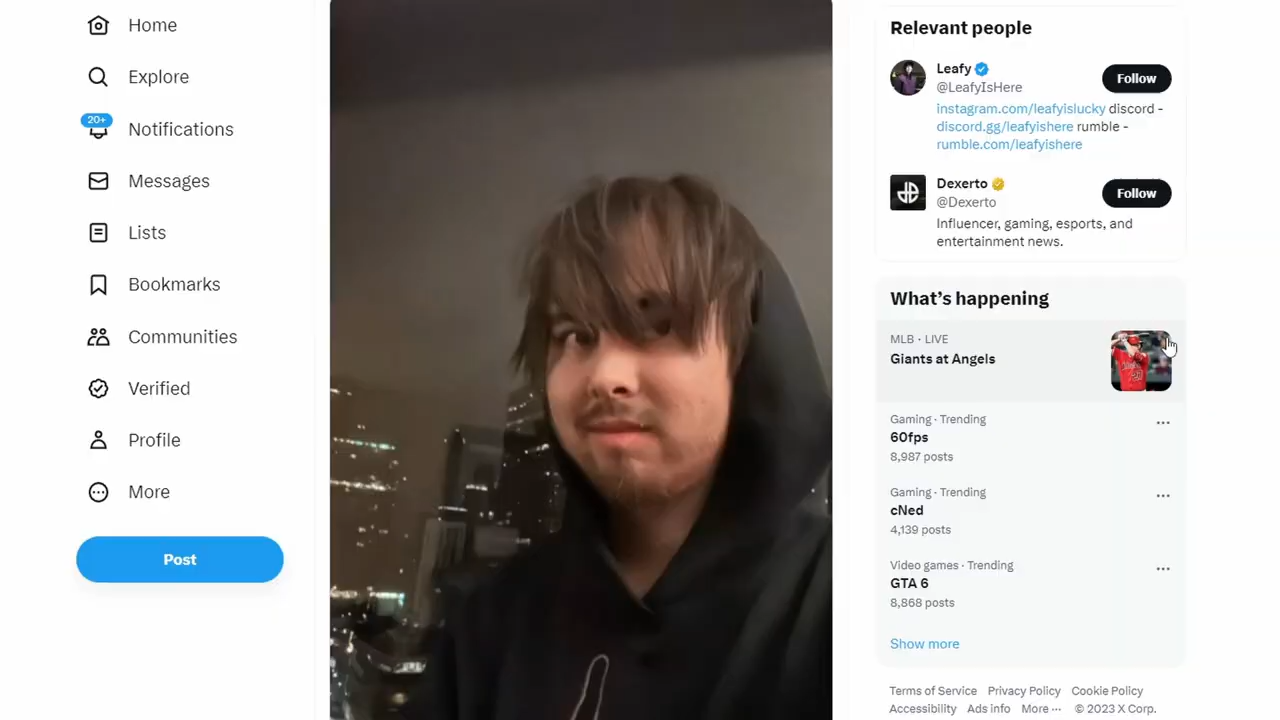 Home
Explore
20+
Notifications
Messages
Lists
Bookmarks
Communities
Verified
Profile
More
Post
Relevant people
Leafy
@LeafyIsHere
Follow
instagram.com/leafyislucky discord -
discord.gg/leafyishere rumble -
rumble.com/leafyishere
Dexerto
@Dexerto
Follow
Influencer, gaming, esports, and
entertainment news.
What’s happening
MLB · LIVE
Giants at Angels
Gaming · Trending
60fps
8,987 posts
Gaming · Trending
cNed
4,139 posts
Video games · Trending
GTA 6
8,868 posts
Show more
Terms of Service Privacy Policy Cookie Policy
Accessibility Ads info More ··· © 2023 X Corp.